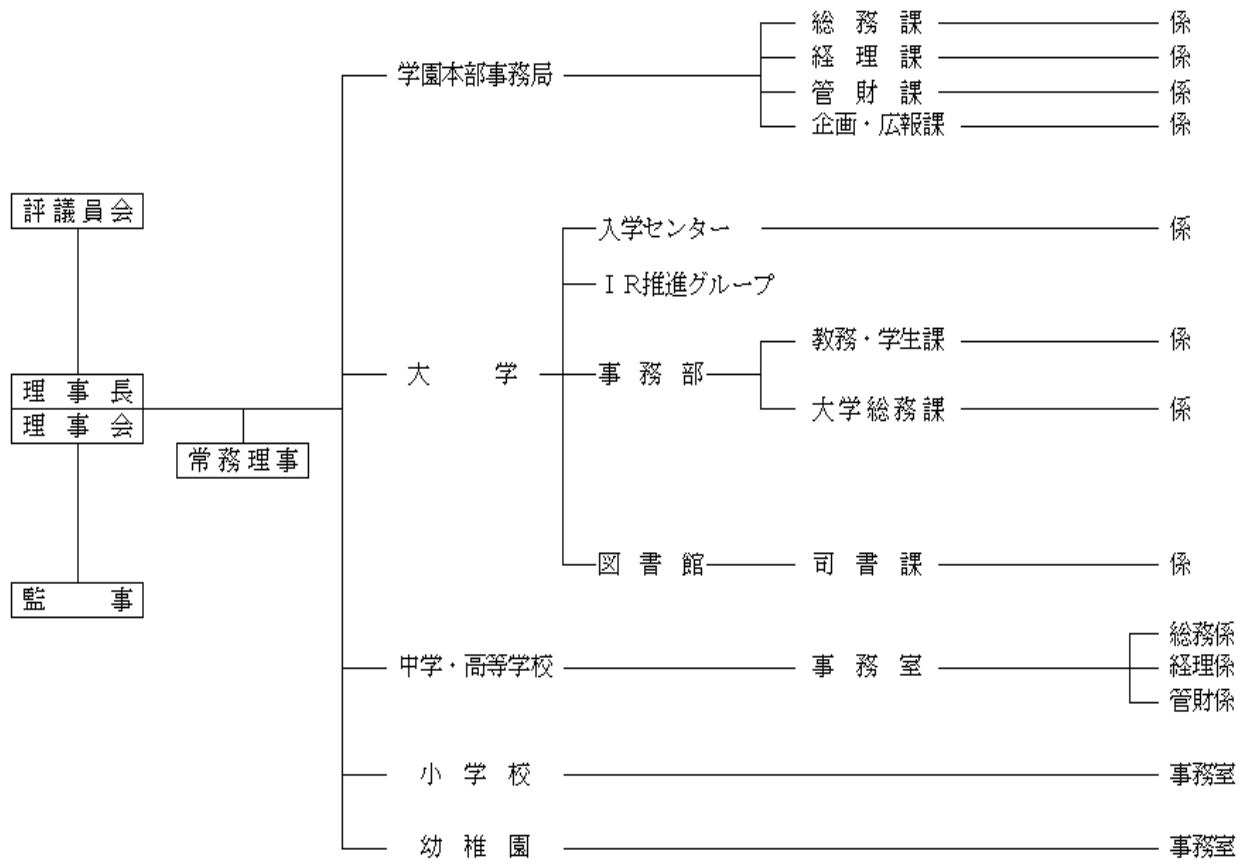 総務課 係
経理課 係
学園本部事務局
管財課 係
企画・広報課 係
評議員会
入学センター 係
ＩＲ推進グループ
教務・学生課 係
大学 事務部
理事長
大学総務課 係
理事会
常務理事
図書館 司書課 係
監事
総務係
中学・高等学校 事務室 経理係
管財係
小学校 事務室
幼稚園 事務室